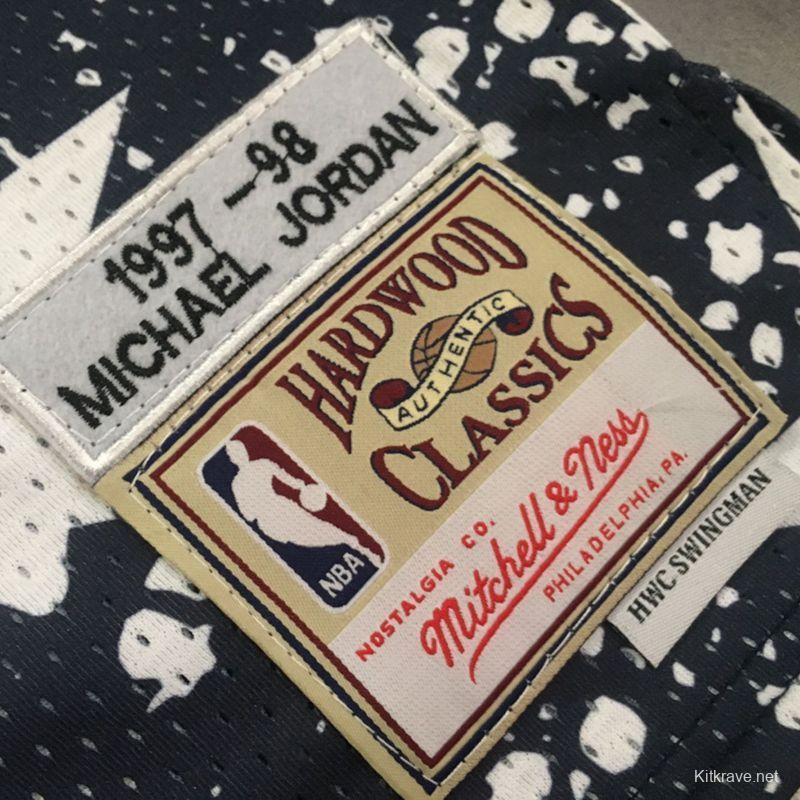 1997-98
MICHAEL JORDAN
HARDWOOD
AUTHENTIC
CLASSICS
NBA
NOSTALGIA CO.
Mitchell & Ness
PHILADELPHIA, PA.
HWC SWINGMAN
Kitkrave.net